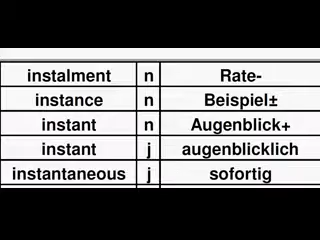 instalment n Rate-
instance n Beispiel±
instant n Augenblick+
instant j augenblicklich
instantaneous j sofortig